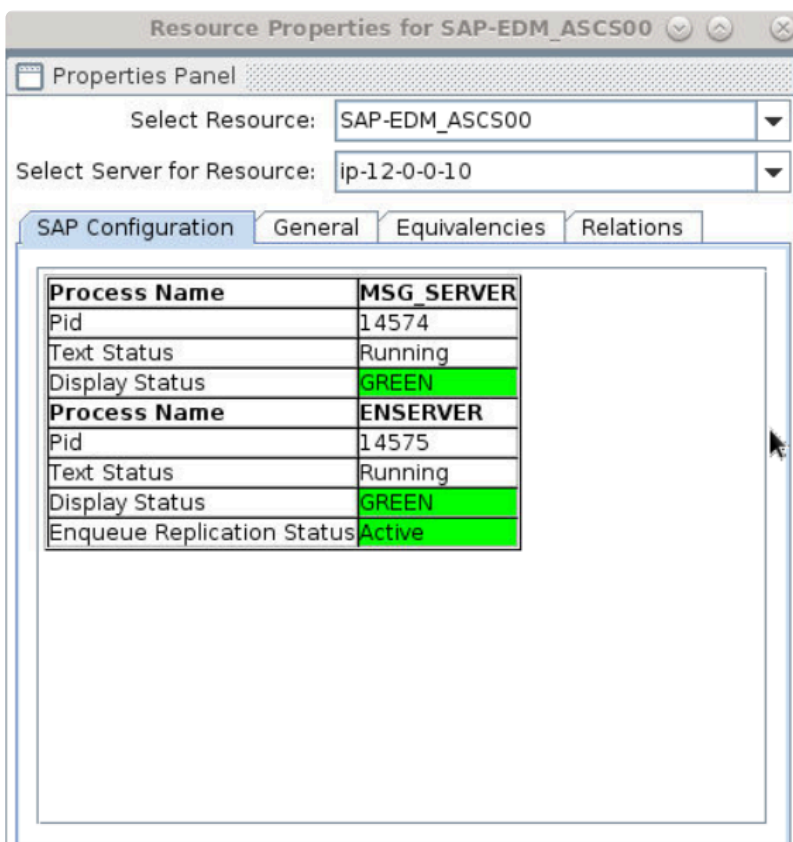 Resource Properties for SAP-EDM_ASCS00
Properties Panel
Select Resource: SAP-EDM_ASCS00
Select Server for Resource: ip-12-0-0-10
SAP Configuration General Equivalencies Relations
Process Name MSG_SERVER
Pid 14574
Text Status Running
Display Status GREEN
Process Name ENSERVER
Pid 14575
Text Status Running
Display Status GREEN
Enqueue Replication Status Active